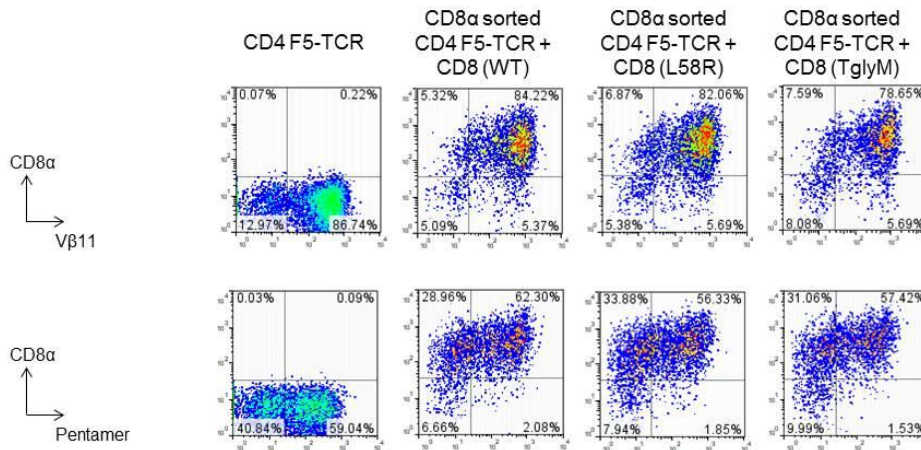 CD4 F5-TCR
CD8α sorted
CD4 F5-TCR +
CD8 (WT)
CD8α sorted
CD4 F5-TCR +
CD8 (L58R)
CD8α sorted
CD4 F5-TCR +
CD8 (TglyM)
CD8α
Vβ11
0.07% 0.22%
12.97% 86.74%
5.32% 84.22%
5.09% 5.37%
6.87% 82.06%
5.38% 5.69%
7.59% 78.65%
8.08% 5.69%
CD8α
Pentamer
0.03% 0.09%
40.84% 59.04%
28.96% 62.30%
6.66% 2.08%
33.88% 56.33%
7.94% 1.85%
31.06% 57.42%
9.99% 1.53%